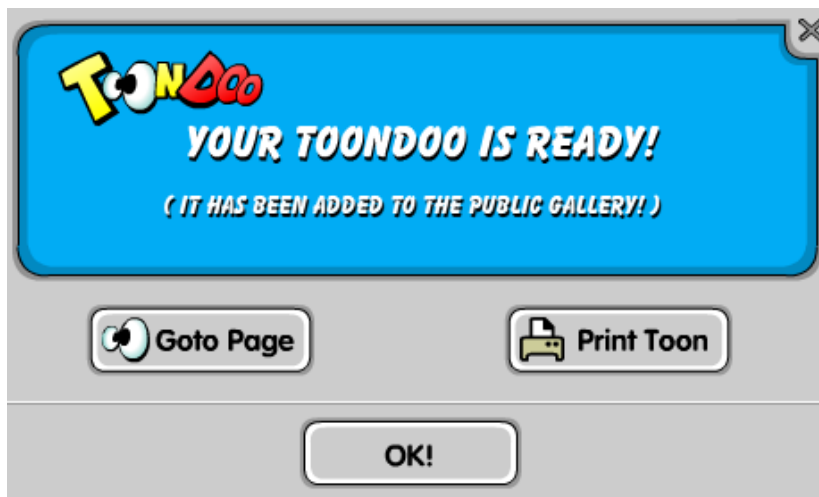 TOONDOO
YOUR TOONDOO IS READY!
( IT HAS BEEN ADDED TO THE PUBLIC GALLERY! )
Goto Page
Print Toon
OK!